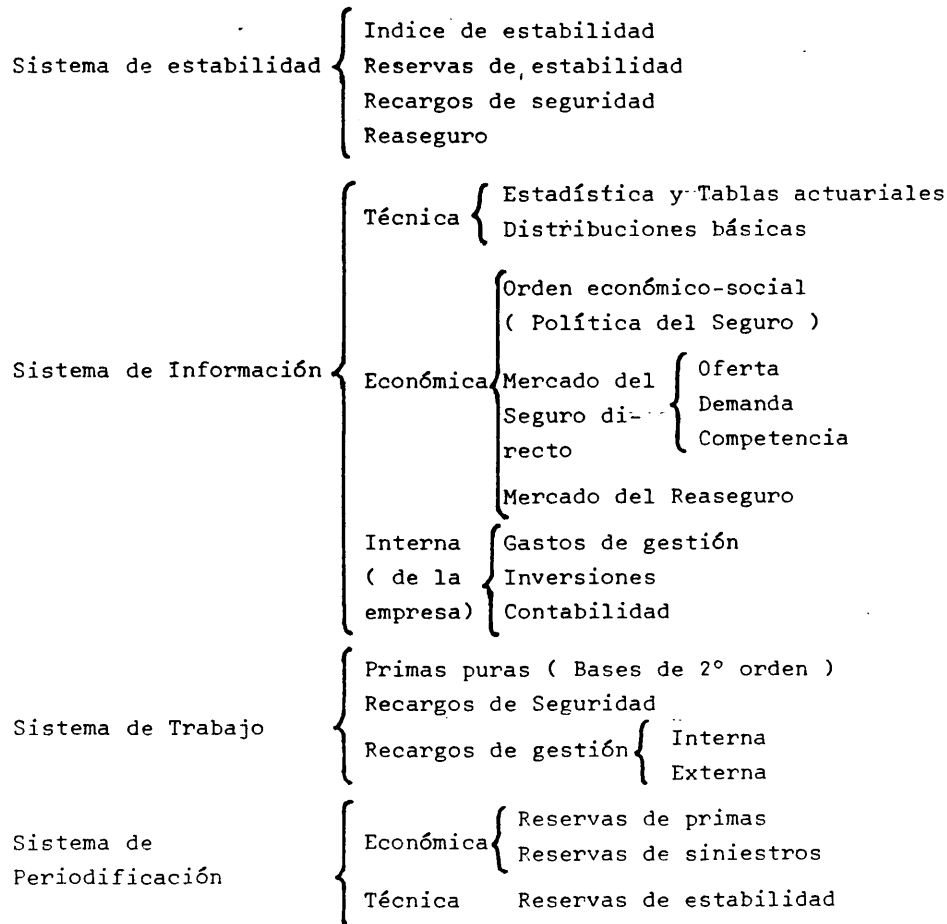 Indice de estabilidad
Sistema de estabilidad
Reservas de estabilidad
Recargos de seguridad
Reaseguro
Técnica
Estadística y Tablas actuariales
Distribuciones básicas
Sistema de Información
Económica
Orden económico-social
( Política del Seguro )
Mercado del
Seguro di-
recto
Oferta
Demanda
Competencia
Mercado del Reaseguro
Interna
( de la
empresa)
Gastos de gestión
Inversiones
Contabilidad
Sistema de Trabajo
Primas puras ( Bases de 2º orden )
Recargos de Seguridad
Recargos de gestión
Interna
Externa
Sistema de
Periodificación
Económica
Reservas de primas
Reservas de siniestros
Técnica Reservas de estabilidad